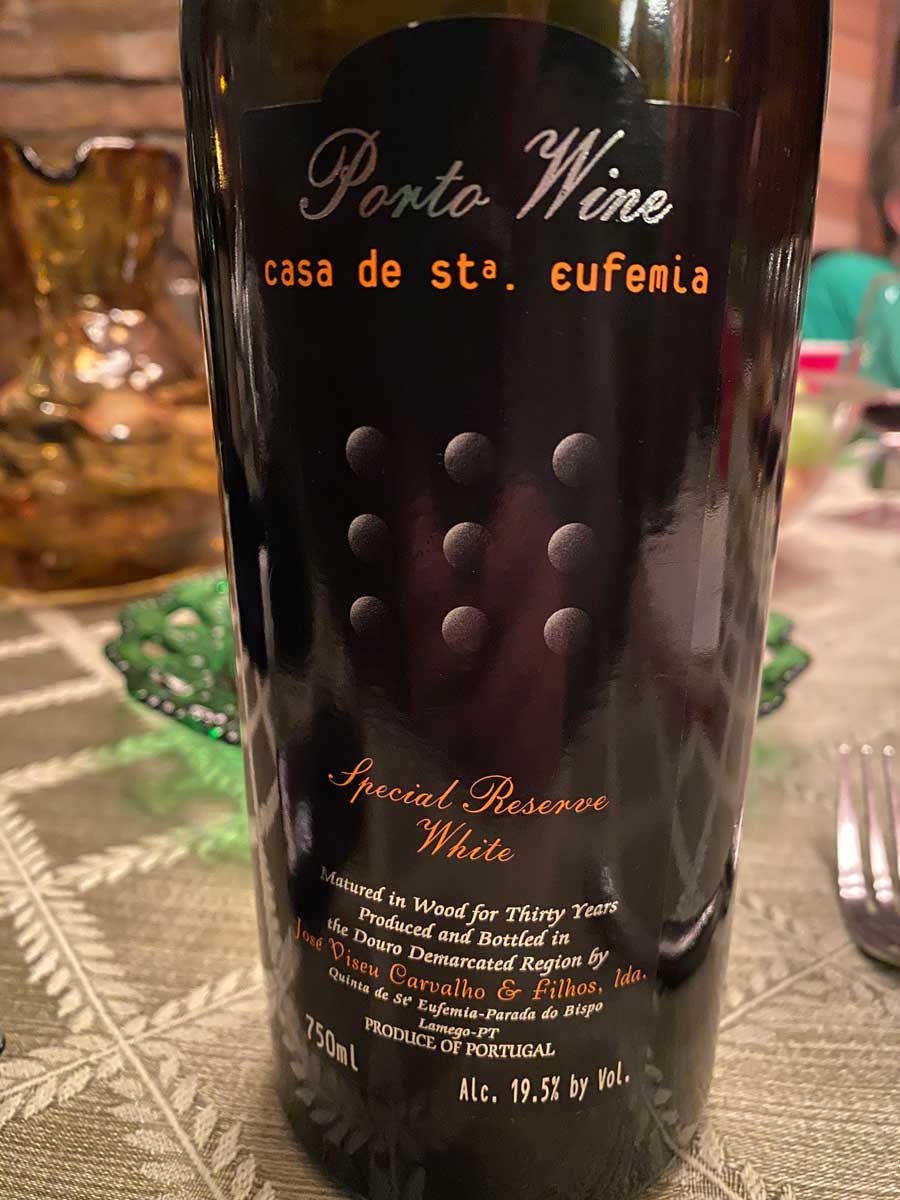 Porto Wine
casa de stª. eufemia
Special Reserve
White
Matured in Wood for Thirty Years
Produced and Bottled in
the Douro Demarcated Region by
José Viseu Carvalho & Filhos, lda.
Quinta de Stª Eufemia-Parada do Bispo
Lamego-PT
PRODUCE OF PORTUGAL
750ml
Alc. 19.5% by Vol.